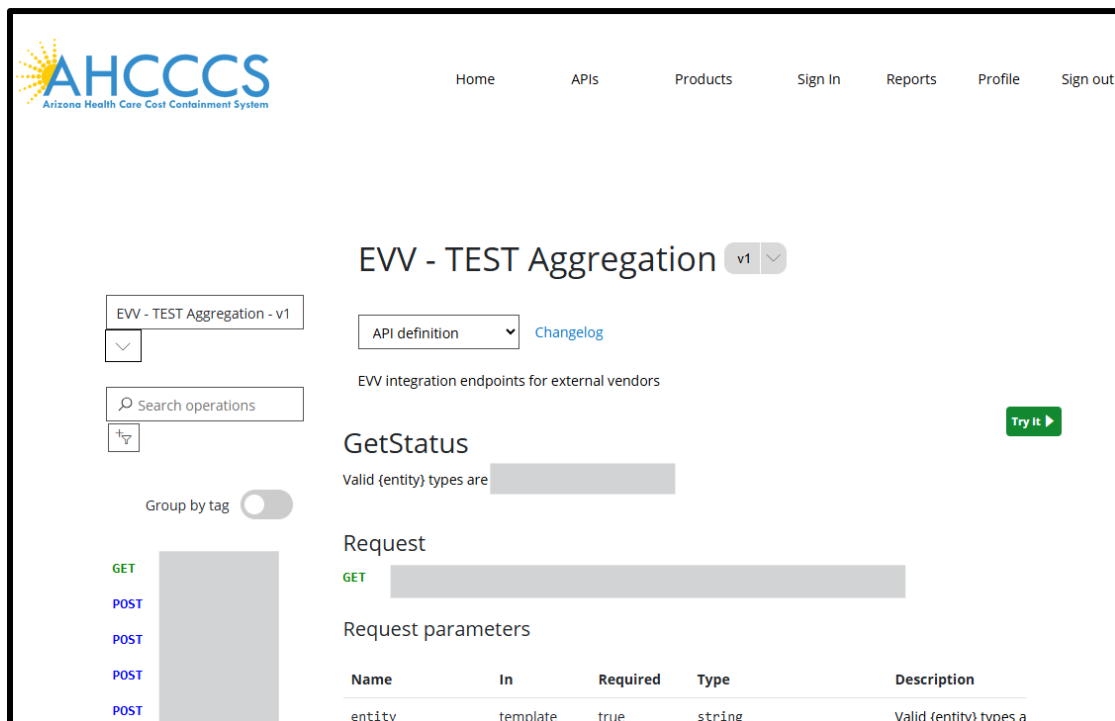 AHCCCS
Arizona Health Care Cost Containment System
Home APIs Products Sign In Reports Profile Sign out
EVV - TEST Aggregation v1
EVV - TEST Aggregation - v1
API definition Changelog
EVV integration endpoints for external vendors
Search operations
Try It
GetStatus
Valid {entity} types are
Group by tag
Request
GET
GET
POST
Request parameters
POST
POST
Name In Required Type Description
POST
entity template true string Valid {entity} types a